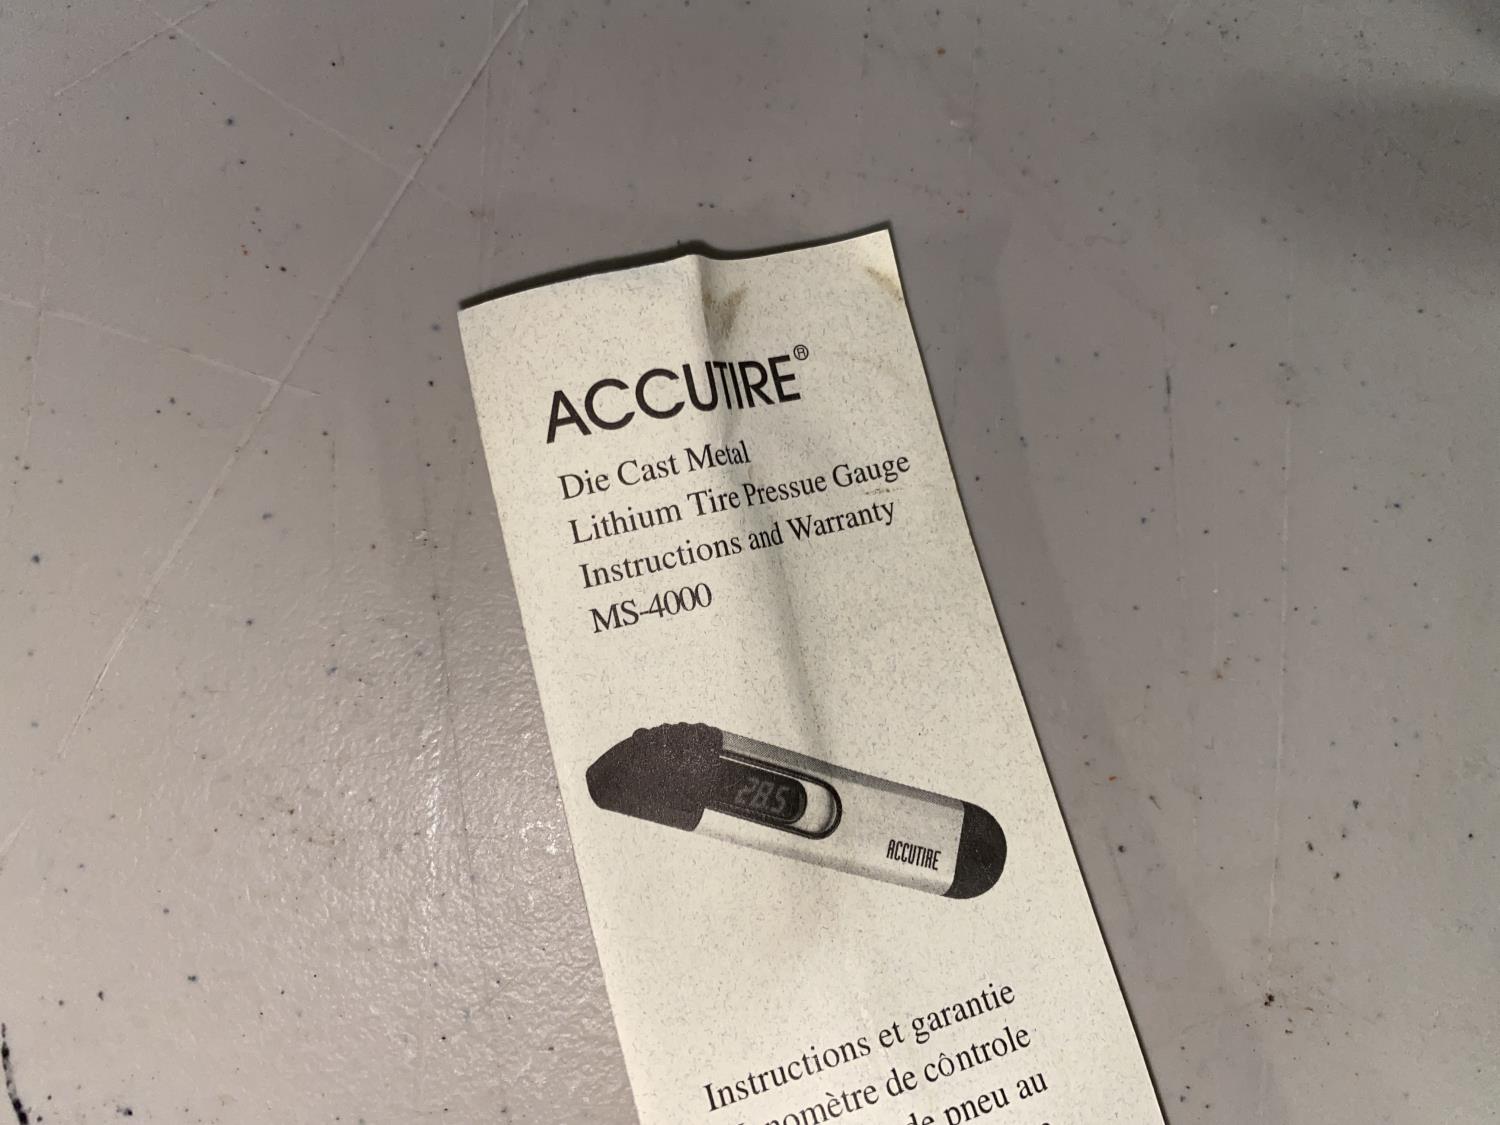 ACCUTIRE®
Die Cast Metal
Lithium Tire Pressue Gauge
Instructions and Warranty
MS-4000
28.5
ACCUTIRE
Instructions et garantie
de côntrole
de pneu au